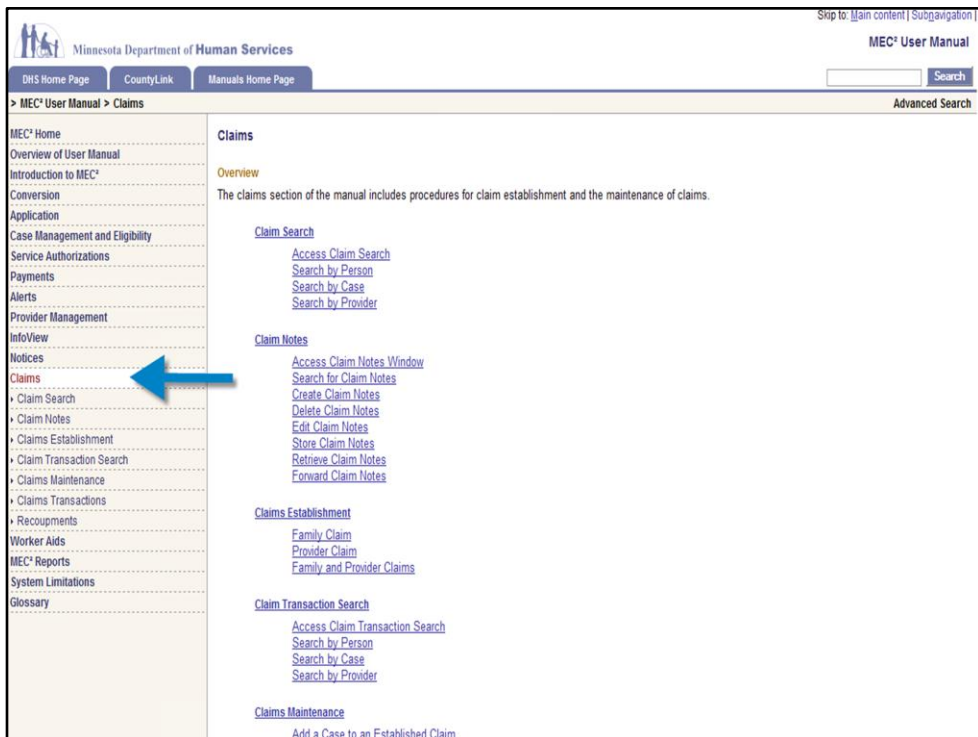 Skip to: Main content | Subnavigation |
Minnesota Department of Human Services
MEC² User Manual
DHS Home Page
CountyLink
Manuals Home Page
Search
> MEC² User Manual > Claims
Advanced Search
MEC² Home
Overview of User Manual
Introduction to MEC²
Conversion
Application
Case Management and Eligibility
Service Authorizations
Payments
Alerts
Provider Management
InfoView
Notices
Claims
Claim Search
Claim Notes
Claims Establishment
Claim Transaction Search
Claims Maintenance
Claims Transactions
Recoupments
Worker Aids
MEC² Reports
System Limitations
Glossary
Claims
Overview
The claims section of the manual includes procedures for claim establishment and the maintenance of claims.
Claim Search
Access Claim Search
Search by Person
Search by Case
Search by Provider
Claim Notes
Access Claim Notes Window
Search for Claim Notes
Create Claim Notes
Delete Claim Notes
Edit Claim Notes
Store Claim Notes
Retrieve Claim Notes
Forward Claim Notes
Claims Establishment
Family Claim
Provider Claim
Family and Provider Claims
Claim Transaction Search
Access Claim Transaction Search
Search by Person
Search by Case
Search by Provider
Claims Maintenance
Add a Case to an Established Claim